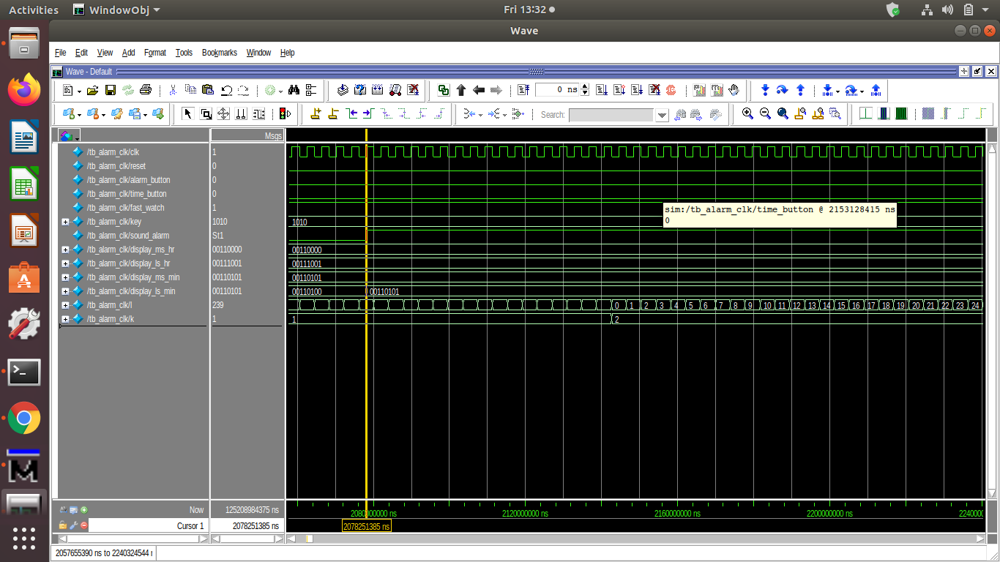 Activities WindowObj Fri 13:32
Wave
File Edit View Add Format Tools Bookmarks Window Help
Wave - Default
0 ns
Search:
Msgs
/tb_alarm_clk/clk 1
/tb_alarm_clk/reset 0
/tb_alarm_clk/alarm_button 0
/tb_alarm_clk/time_button 0
/tb_alarm_clk/fast_watch 1
sim:/tb_alarm_clk/time_button @ 2153128415 ns
0
/tb_alarm_clk/key 1010 1010
/tb_alarm_clk/sound_alarm St1
/tb_alarm_clk/display_ms_hr 00110000 00110000
/tb_alarm_clk/display_ls_hr 00111001 00111001
/tb_alarm_clk/display_ms_min 00110101 00110101
/tb_alarm_clk/display_ls_min 00110101 00110100 00110101
/tb_alarm_clk/l 239 0 1 2 3 4 5 6 7 8 9 10 11 12 13 14 15 16 17 18 19 20 21 22 23 24
/tb_alarm_clk/k 1 1 2
Now 125208984375 ns 2080000000 ns 2120000000 ns 2160000000 ns 2200000000 ns 224000
Cursor 1 2078251385 ns 2078251385 ns
2057655390 ns to 2240324544 r